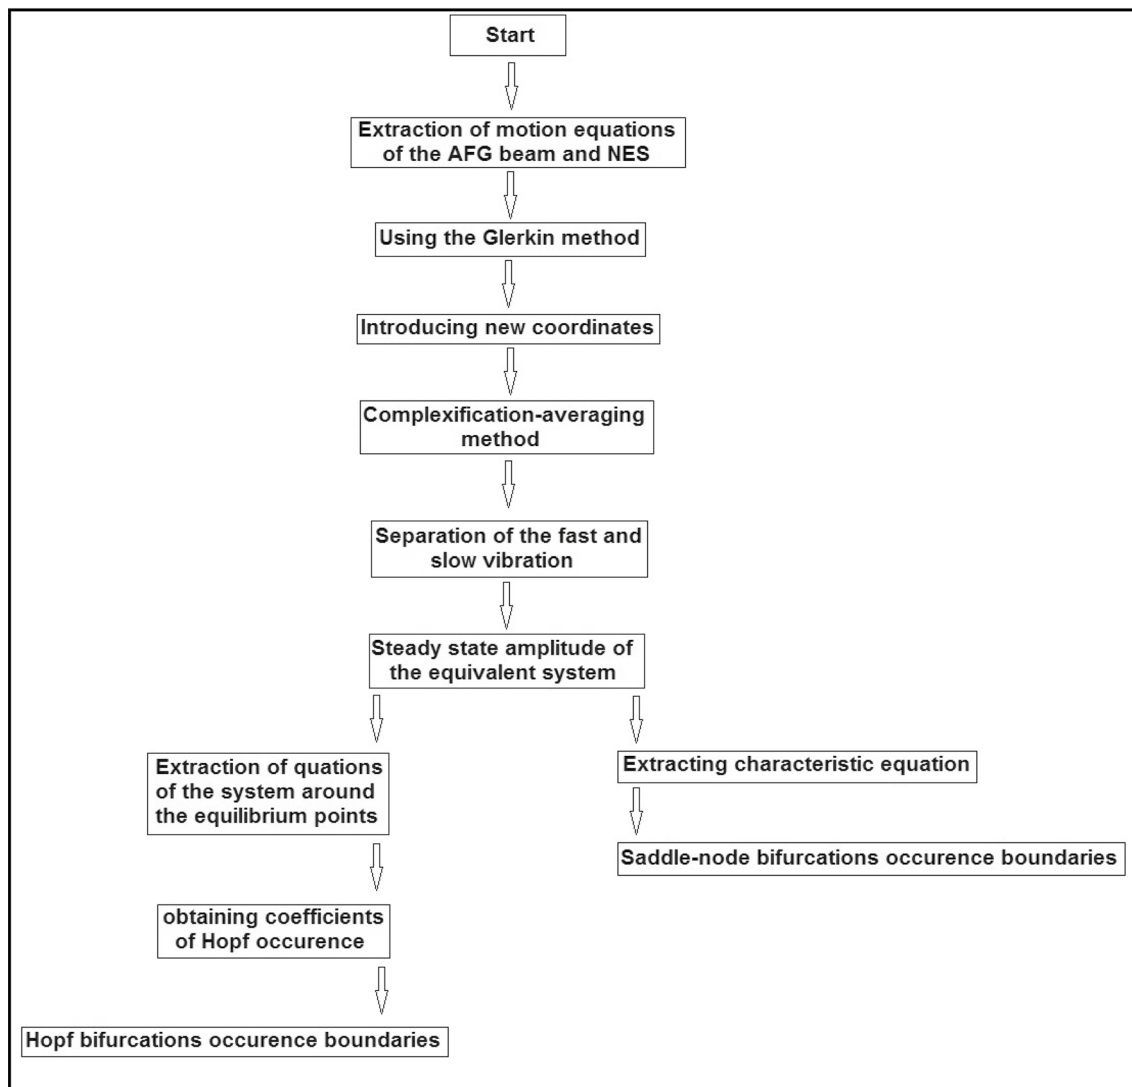 Start
Extraction of motion equations
of the AFG beam and NES
Using the Glerkin method
Introducing new coordinates
Complexification-averaging
method
Separation of the fast and
slow vibration
Steady state amplitude of
the equivalent system
Extraction of quations
of the system around
the equilibrium points
obtaining coefficients
of Hopf occurence
Hopf bifurcations occurence boundaries
Extracting characteristic equation
Saddle-node bifurcations occurence boundaries